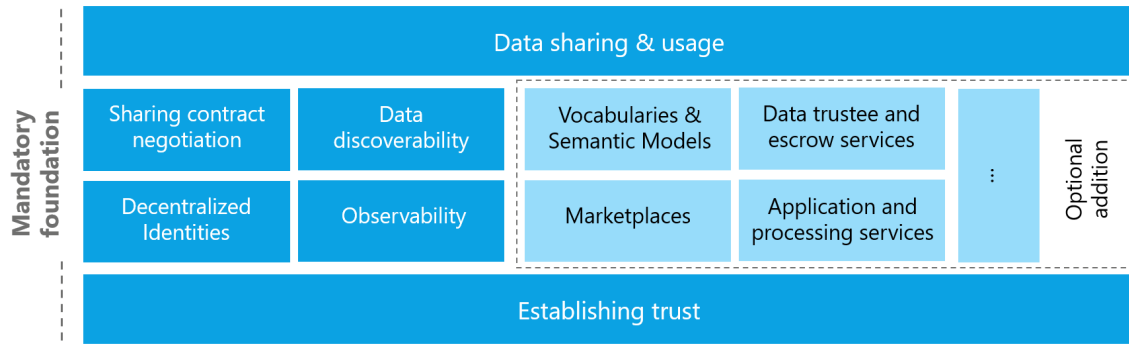 Data sharing & usage
Mandatory
foundation
Sharing contract
negotiation
Data
discoverability
Vocabularies &
Semantic Models
Data trustee and
escrow services
...
Optional
addition
Decentralized
Identities
Observability
Marketplaces
Application and
processing services
Establishing trust